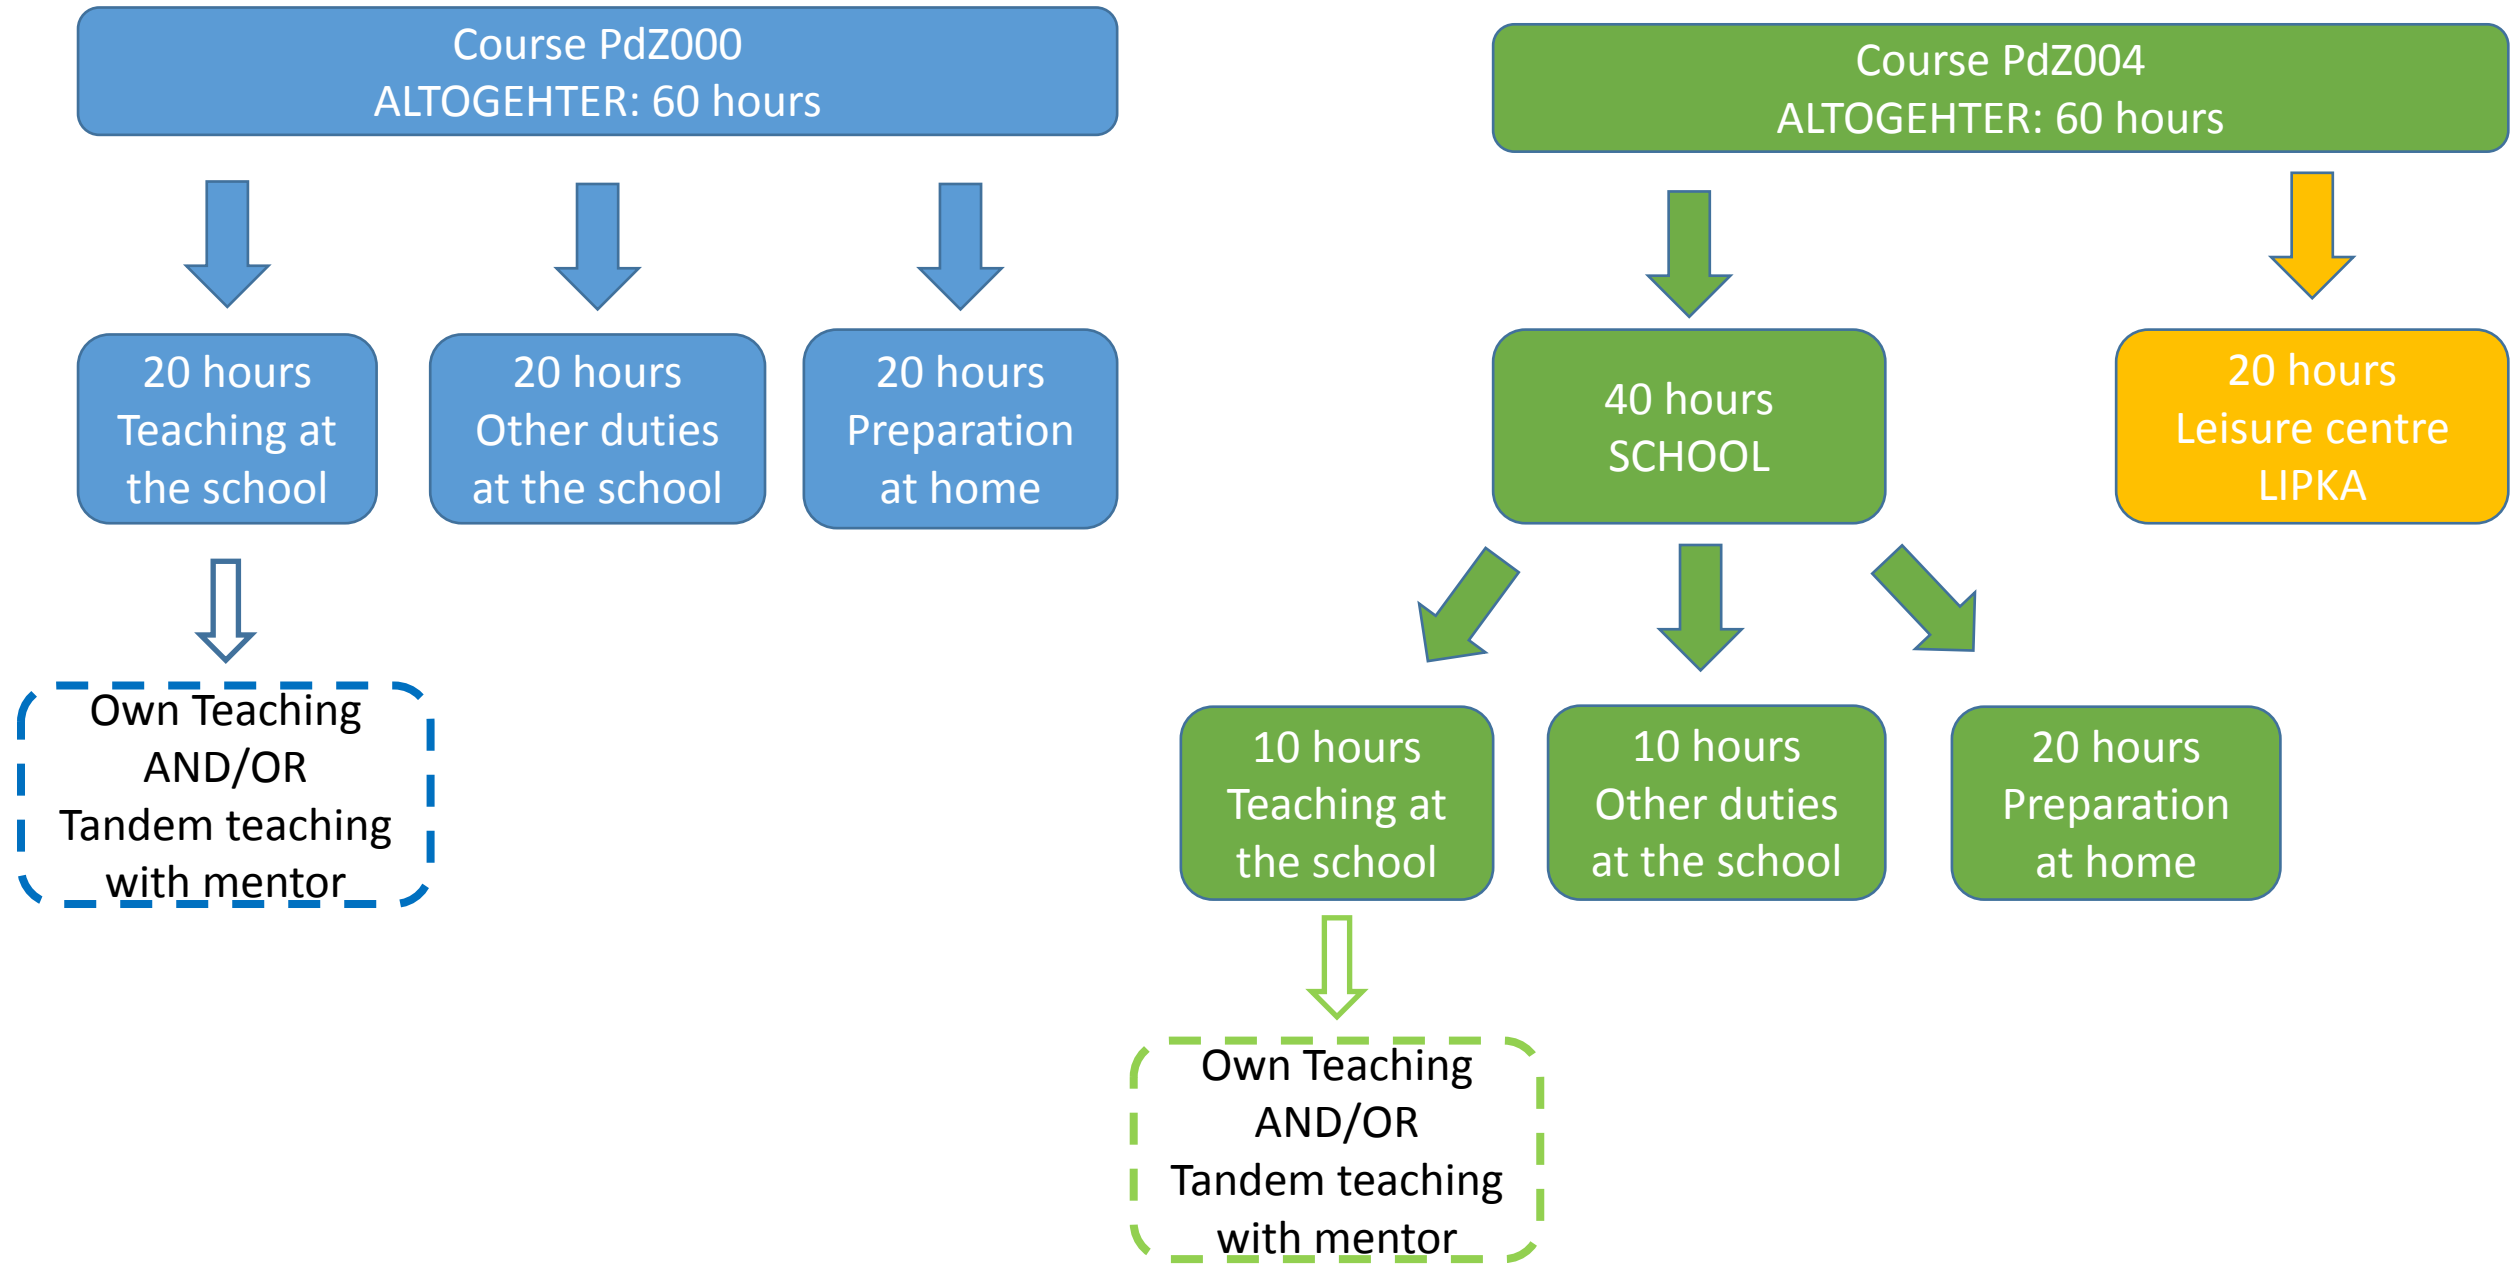 Course PdZ000
ALTOGEHTER: 60 hours
20 hours
Teaching at
the school
20 hours
Other duties
at the school
20 hours
Preparation
at home
Own Teaching
AND/OR
Tandem teaching
with mentor
Course PdZ004
ALTOGEHTER: 60 hours
40 hours
SCHOOL
20 hours
Leisure centre
LIPKA
10 hours
Teaching at
the school
10 hours
Other duties
at the school
20 hours
Preparation
at home
Own Teaching
AND/OR
Tandem teaching
with mentor